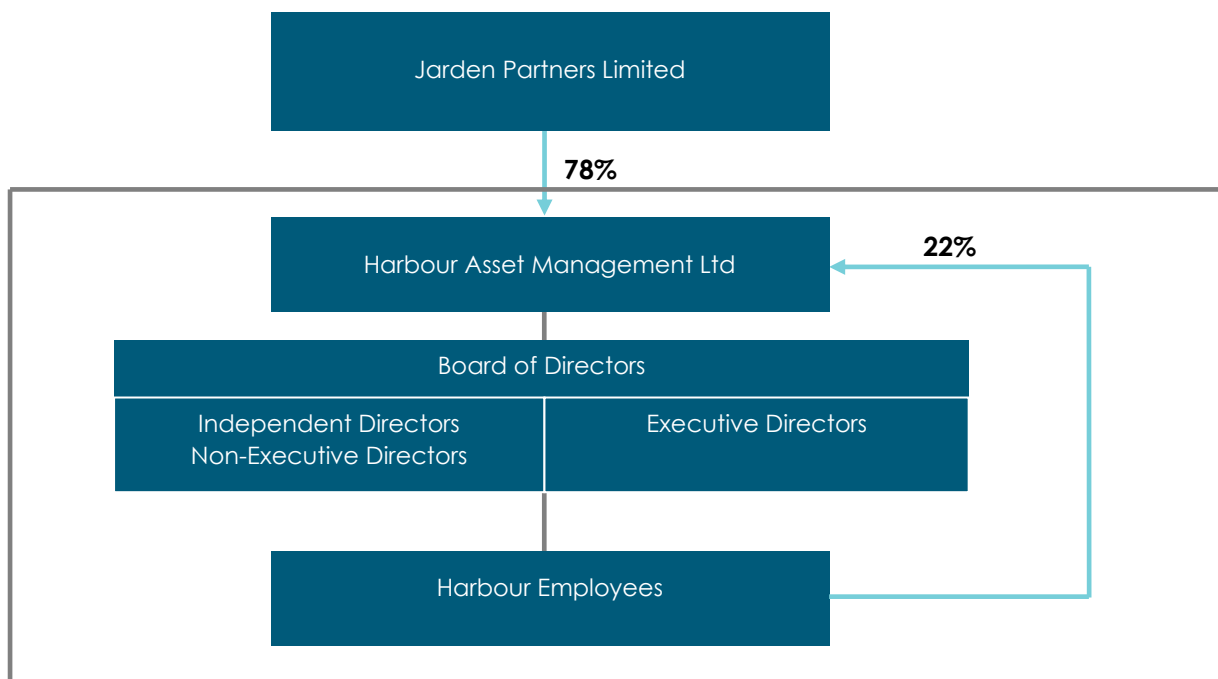 Jarden Partners Limited
78%
Harbour Asset Management Ltd
22%
Board of Directors
Independent Directors
Non-Executive Directors
Executive Directors
Harbour Employees